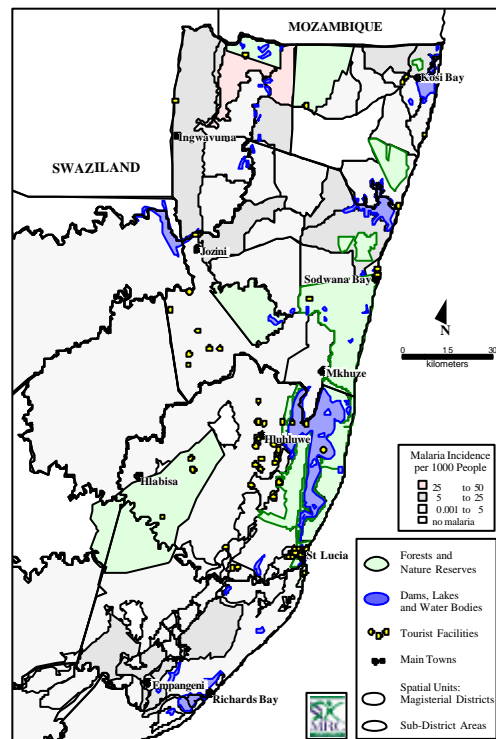 MOZAMBIQUE
Kosi Bay
Ingwavuma
SWAZILAND
Jozini
Sodwana Bay
N
0 15 30
kilometers
Mkhuze
Hluhluwe
Malaria Incidence
per 1000 People
25 to 50
5 to 25
0.001 to 5
no malaria
Hlabisa
St Lucia
Forests and
Nature Reserves
Dams, Lakes
and Water Bodies
Tourist Facilities
Main Towns
Spatial Units:
Magisterial Districts
Sub-District Areas
Empangeni
Richards Bay
MRC